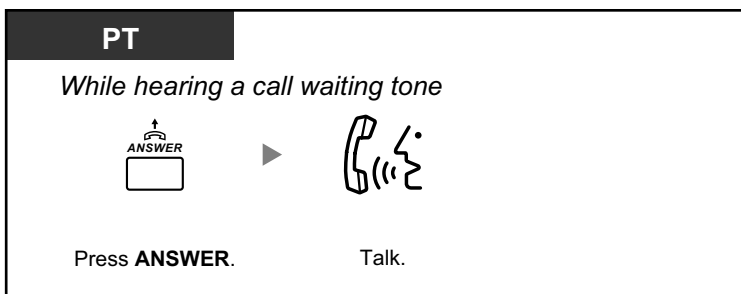 PT
While hearing a call waiting tone
ANSWER
Press ANSWER.
Talk.